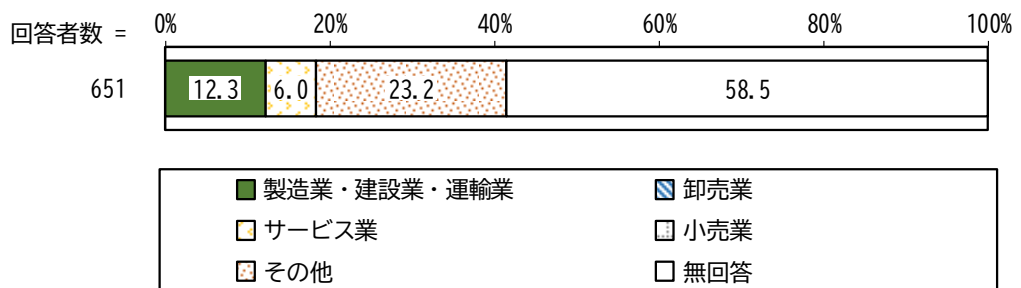 回答者数 = 0% 20% 40% 60% 80% 100%
651 12.3 6.0 23.2 58.5
製造業・建設業・運輸業 卸売業
サービス業 小売業
その他 無回答